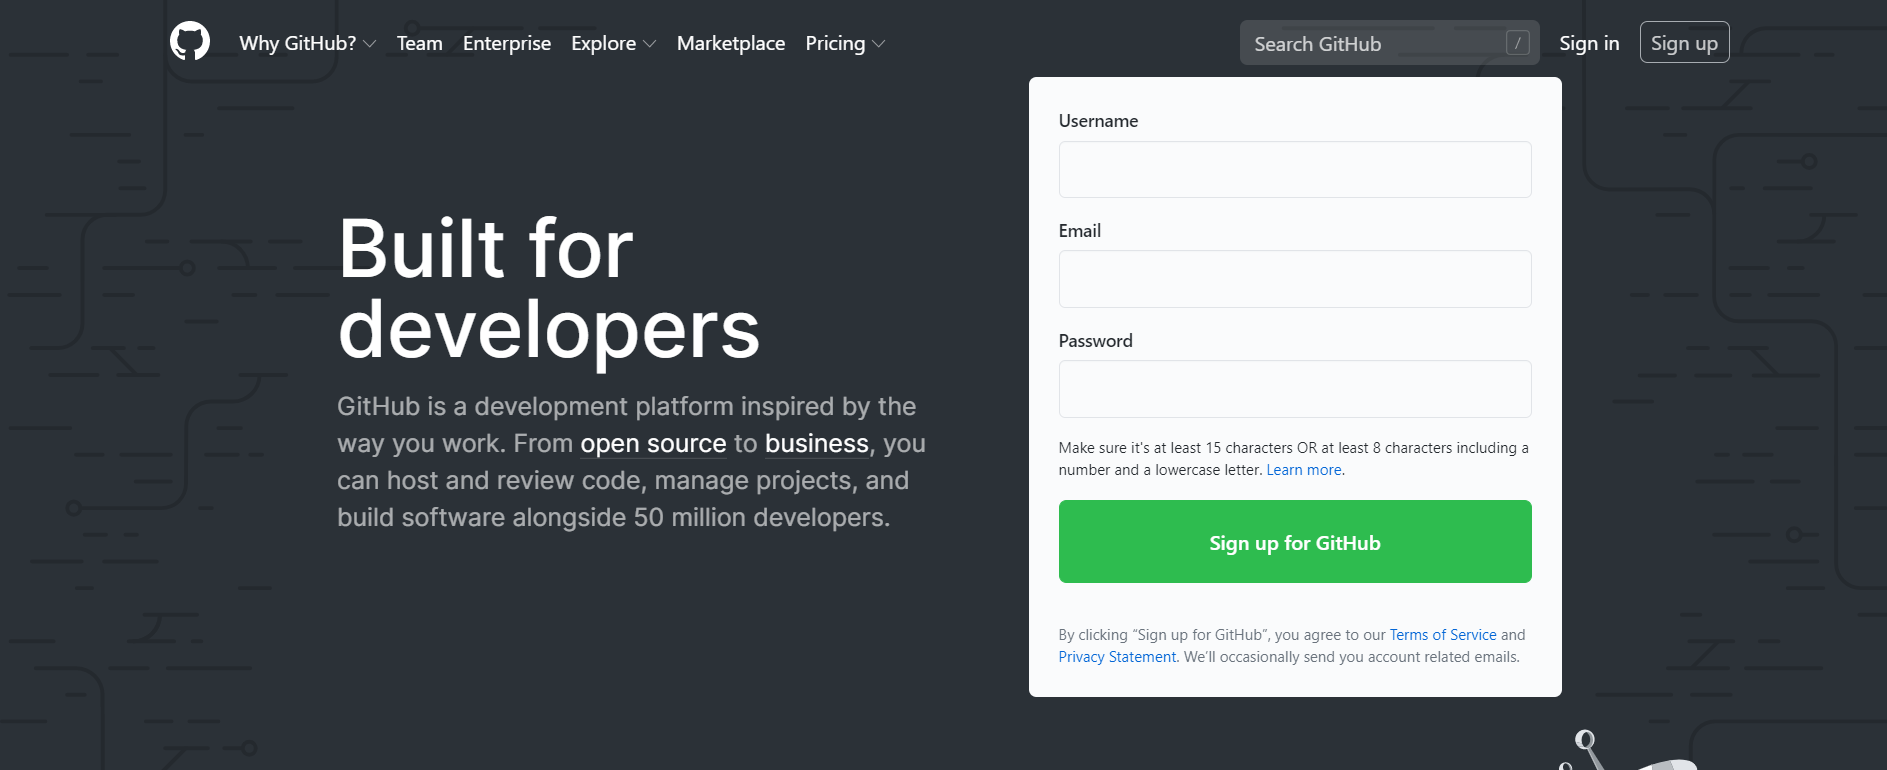 Why GitHub? Team Enterprise Explore Marketplace Pricing Search GitHub / Sign in Sign up
Built for
developers
GitHub is a development platform inspired by the
way you work. From open source to business, you
can host and review code, manage projects, and
build software alongside 50 million developers.
Username
Email
Password
Make sure it's at least 15 characters OR at least 8 characters including a
number and a lowercase letter. Learn more.
Sign up for GitHub
By clicking “Sign up for GitHub”, you agree to our Terms of Service and
Privacy Statement. We’ll occasionally send you account related emails.